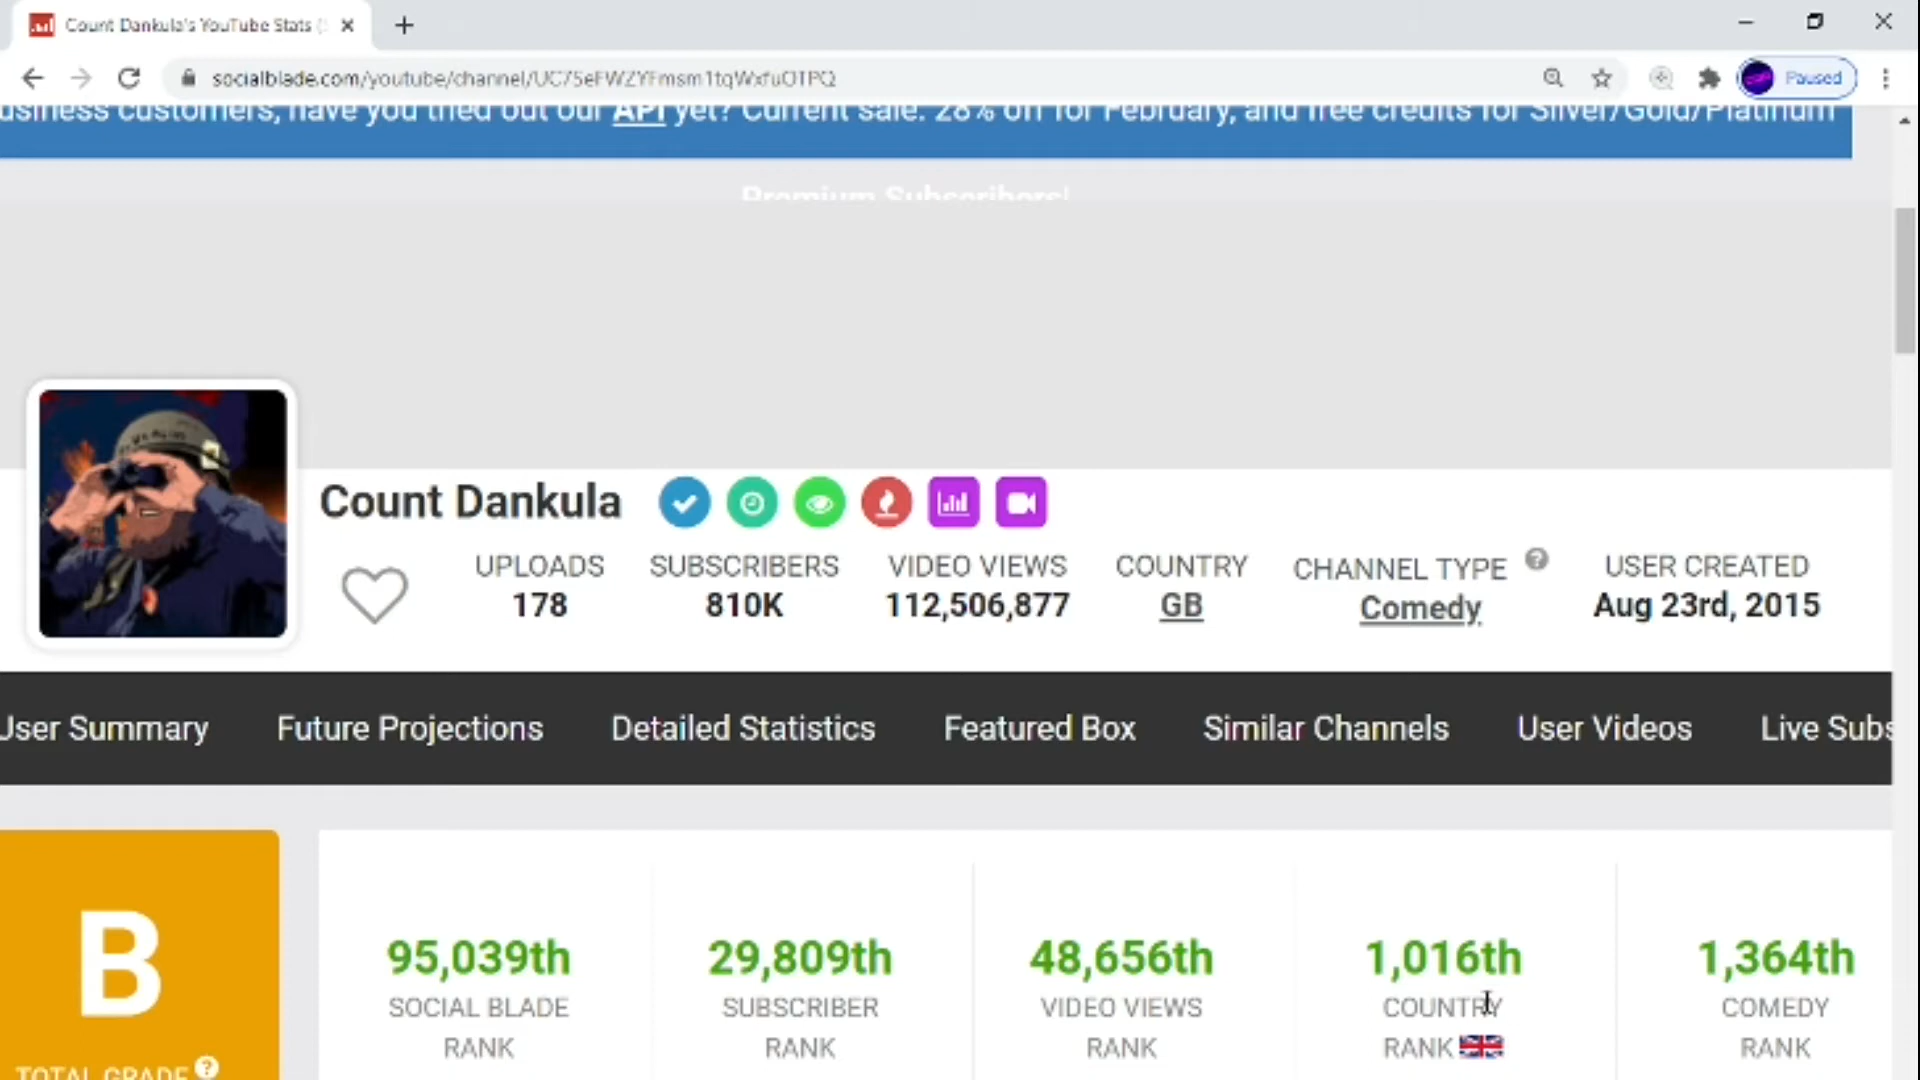 Count Dankula's YouTube Stats (
socialblade.com/youtube/channel/UC7SeFWZYFmsm1tqWxfuOTPQ
Paused
usiness customers, have you tried out our API yet? Current sale: 28% off for February, and free credits for Silver/Gold/Platinum
Premium Subscribers!
Count Dankula
UPLOADS SUBSCRIBERS VIDEO VIEWS COUNTRY CHANNEL TYPE ? USER CREATED
178 810K 112,506,877 GB Comedy Aug 23rd, 2015
User Summary Future Projections Detailed Statistics Featured Box Similar Channels User Videos Live Subs
B
TOTAL GRADE ?
95,039th 29,809th 48,656th 1,016th 1,364th
SOCIAL BLADE SUBSCRIBER VIDEO VIEWS COUNTRY COMEDY
RANK RANK RANK RANK RANK